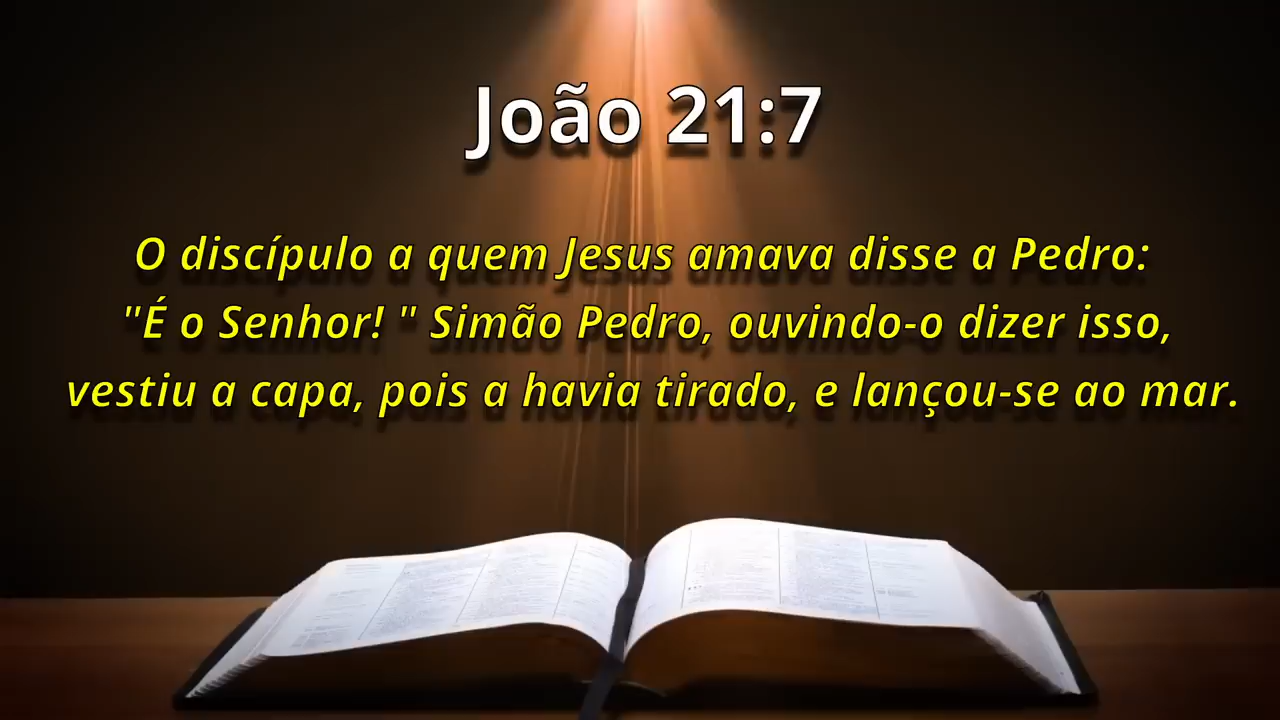 João 21:7
O discípulo a quem Jesus amava disse a Pedro:
"É o Senhor! " Simão Pedro, ouvindo-o dizer isso,
vestiu a capa, pois a havia tirado, e lançou-se ao mar.